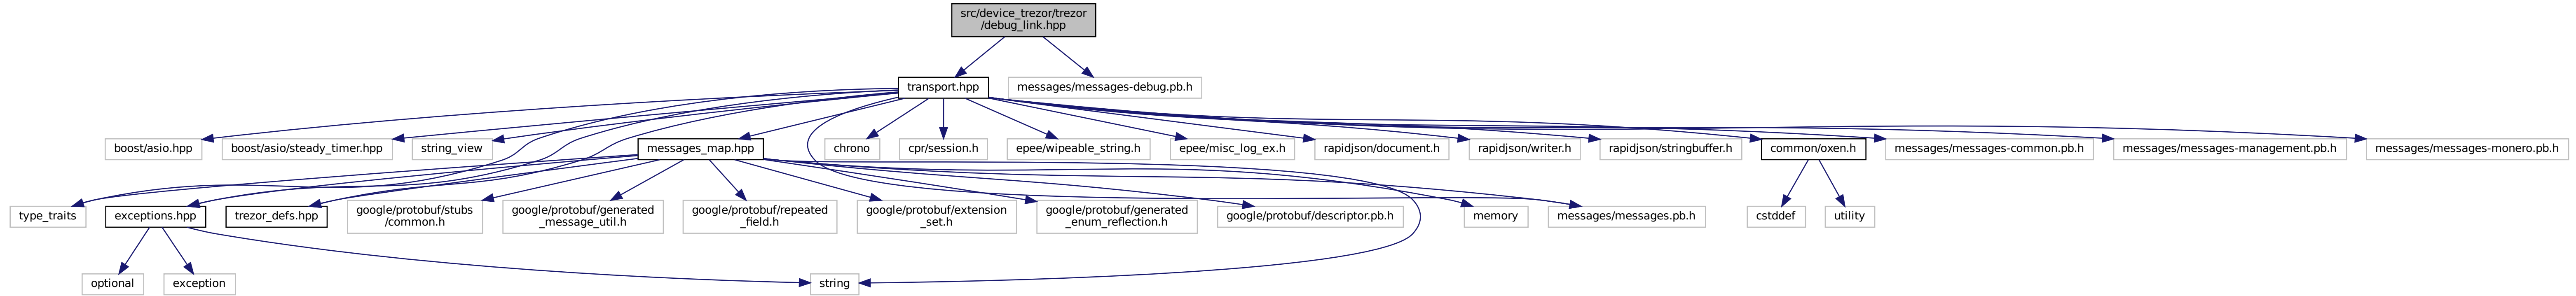 src/device_trezor/trezor
/debug_link.hpp
transport.hpp
messages/messages-debug.pb.h
boost/asio.hpp
boost/asio/steady_timer.hpp
string_view
messages_map.hpp
chrono
cpr/session.h
epee/wipeable_string.h
epee/misc_log_ex.h
rapidjson/document.h
rapidjson/writer.h
rapidjson/stringbuffer.h
common/oxen.h
messages/messages-common.pb.h
messages/messages-management.pb.h
messages/messages-monero.pb.h
type_traits
exceptions.hpp
trezor_defs.hpp
google/protobuf/stubs
/common.h
google/protobuf/generated
_message_util.h
google/protobuf/repeated
_field.h
google/protobuf/extension
_set.h
google/protobuf/generated
_enum_reflection.h
google/protobuf/descriptor.pb.h
memory
messages/messages.pb.h
cstddef
utility
optional
exception
string